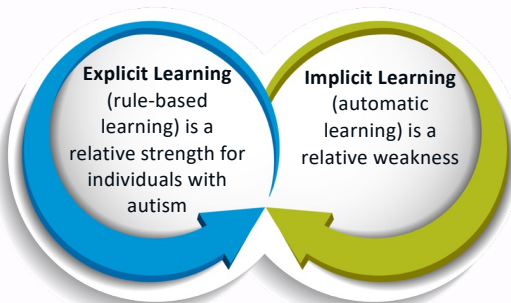 Explicit Learning
(rule-based
learning) is a
relative strength for
individuals with
autism
Implicit Learning
(automatic
learning) is a
relative weakness